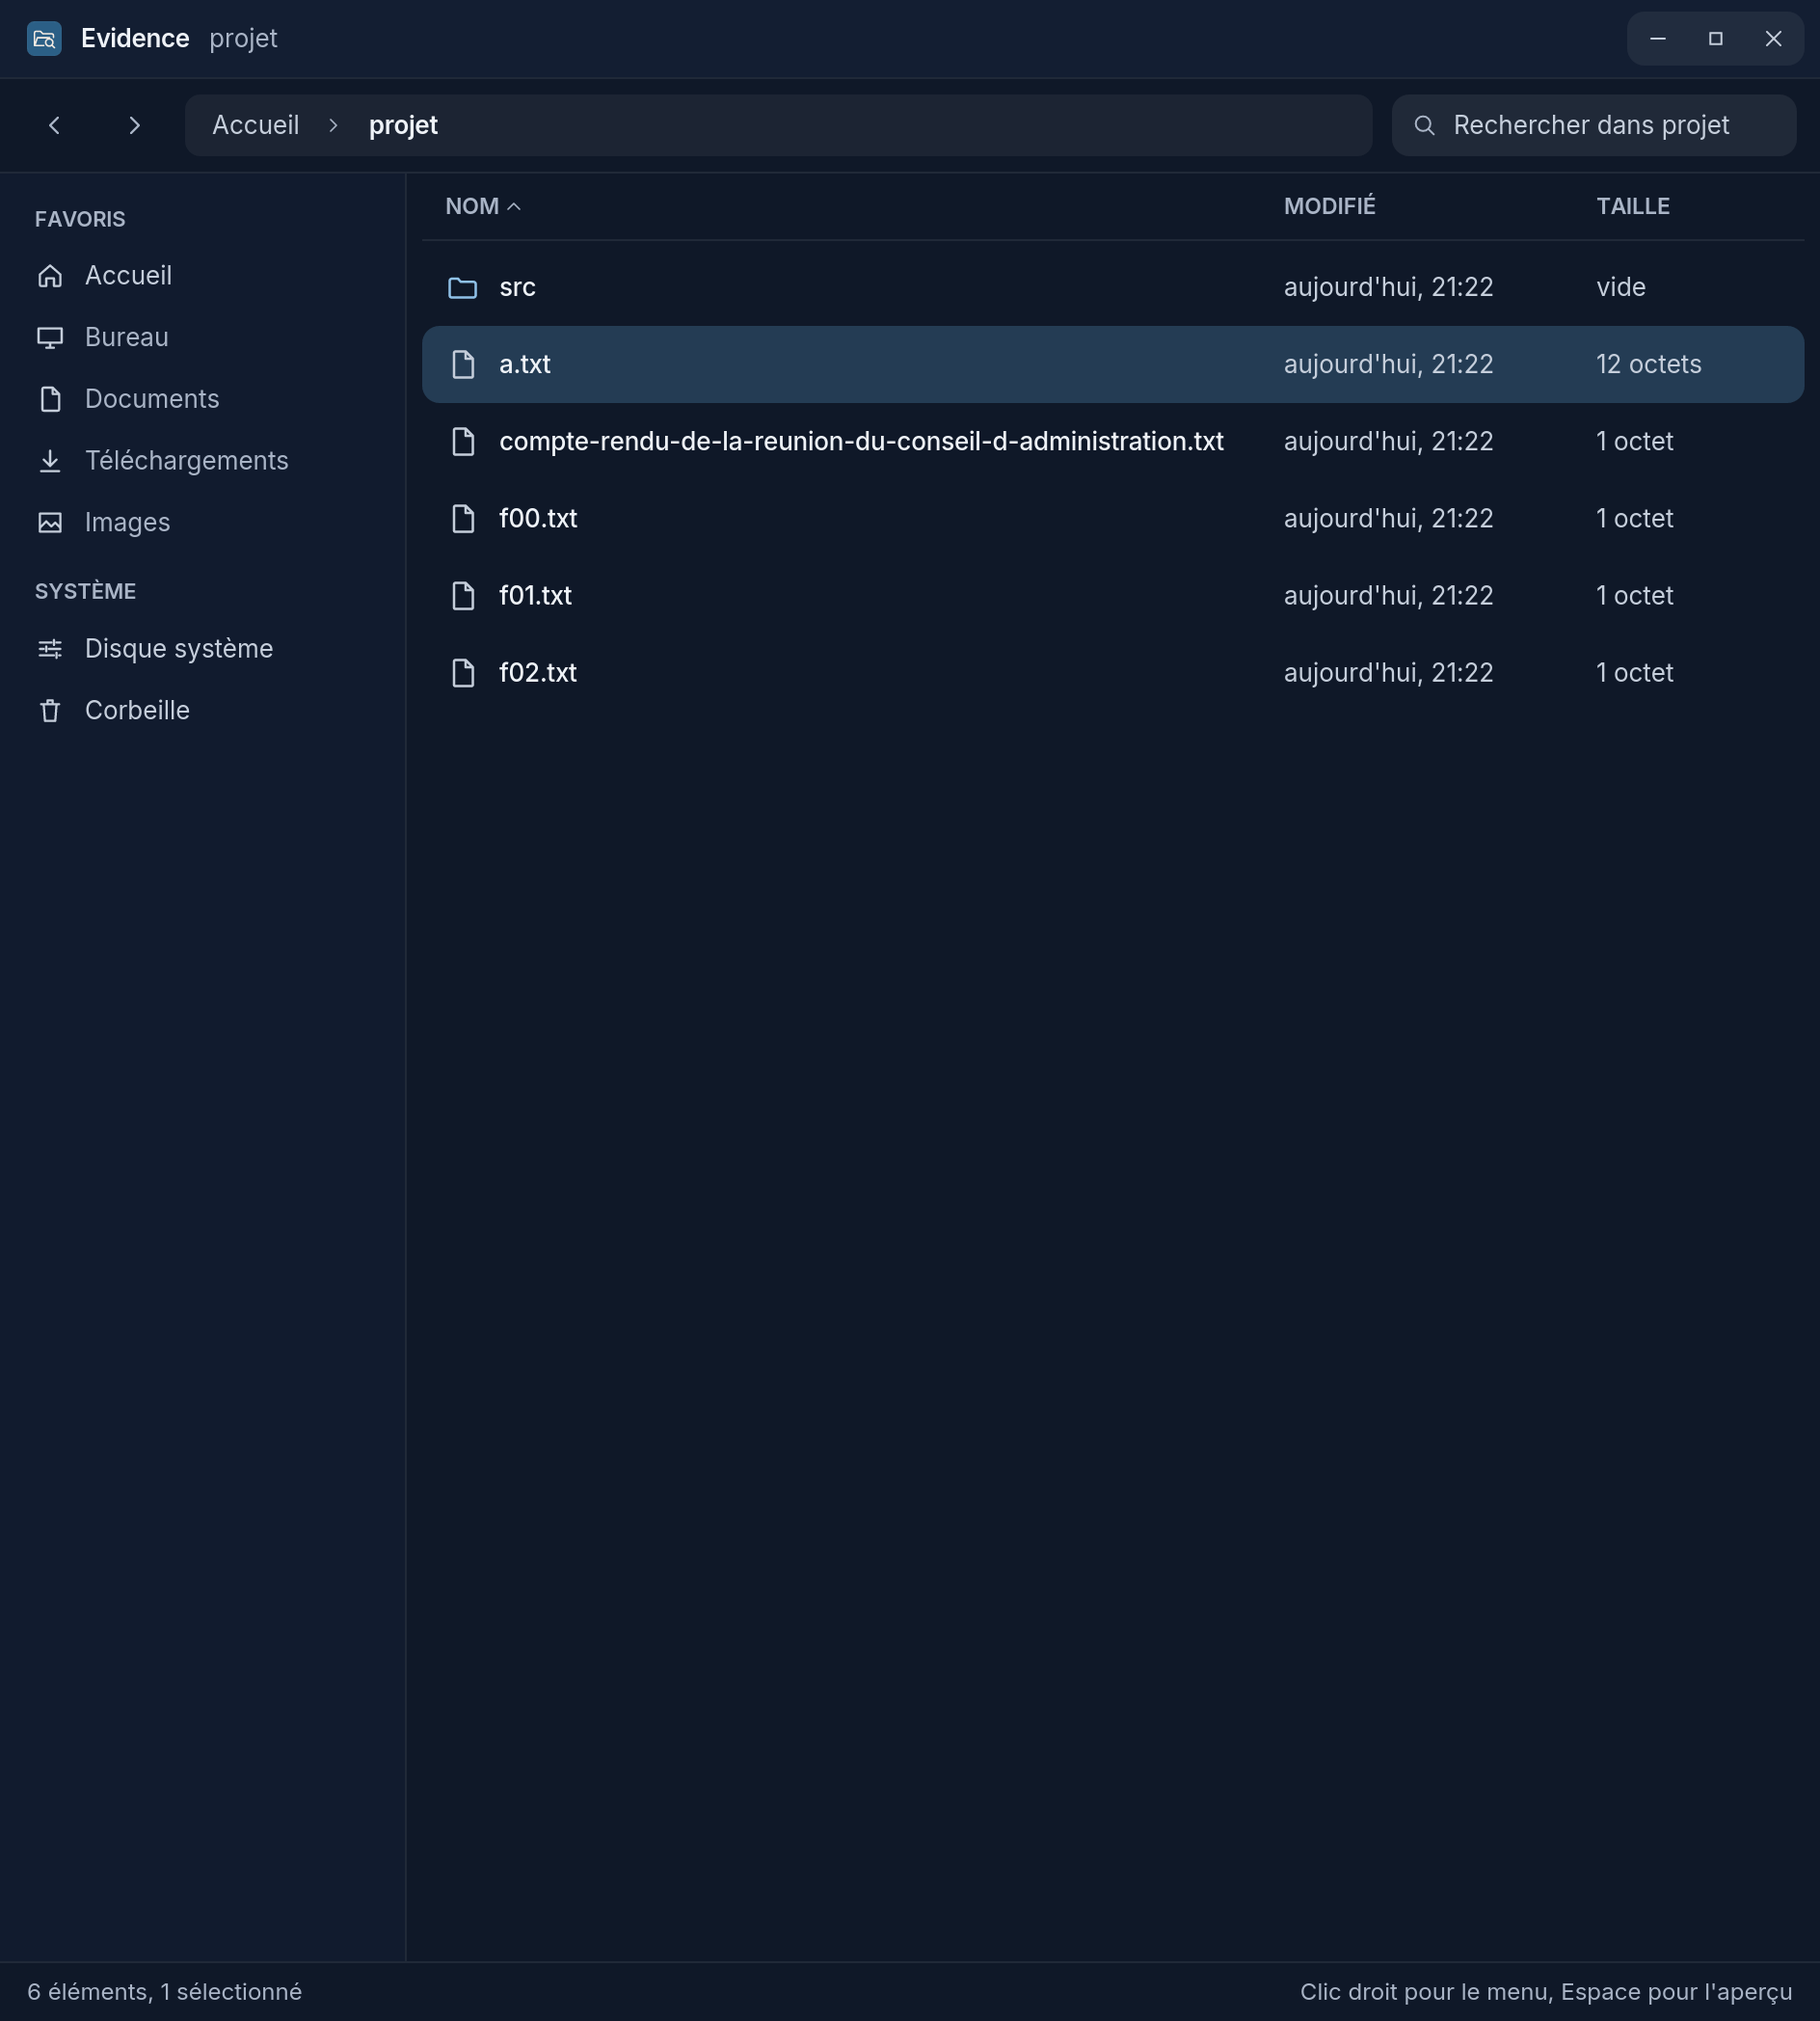 Evidence projet
Accueil projet
Rechercher dans projet
FAVORIS
Accueil
Bureau
Documents
Téléchargements
Images
SYSTÈME
Disque système
Corbeille
NOM MODIFIÉ TAILLE
src aujourd'hui, 21:22 vide
a.txt aujourd'hui, 21:22 12 octets
compte-rendu-de-la-reunion-du-conseil-d-administration.txt aujourd'hui, 21:22 1 octet
f00.txt aujourd'hui, 21:22 1 octet
f01.txt aujourd'hui, 21:22 1 octet
f02.txt aujourd'hui, 21:22 1 octet
6 éléments, 1 sélectionné
Clic droit pour le menu, Espace pour l'aperçu